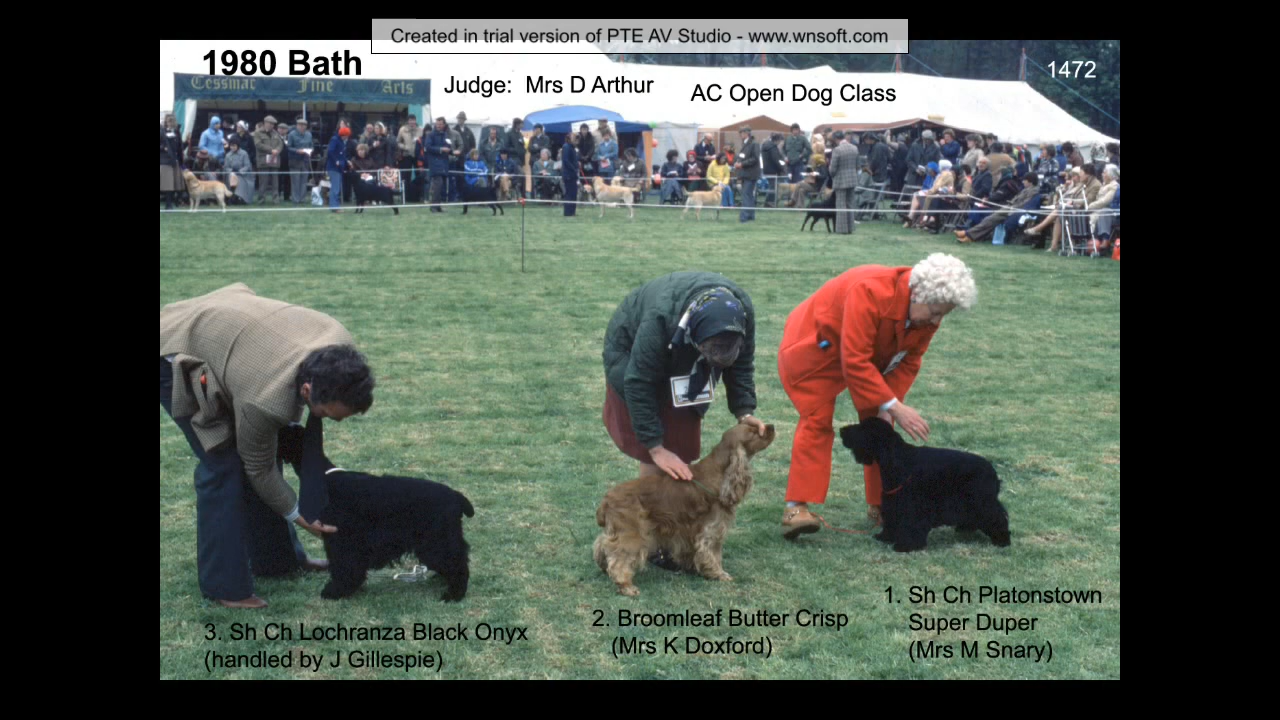 Created in trial version of PTE AV Studio - www.wnsoft.com
1980 Bath
1472
Judge:  Mrs D Arthur
AC Open Dog Class
Cessmac Fine Arts
1. Sh Ch Platonstown
Super Duper
(Mrs M Snary)
2. Broomleaf Butter Crisp
(Mrs K Doxford)
3. Sh Ch Lochranza Black Onyx
(handled by J Gillespie)